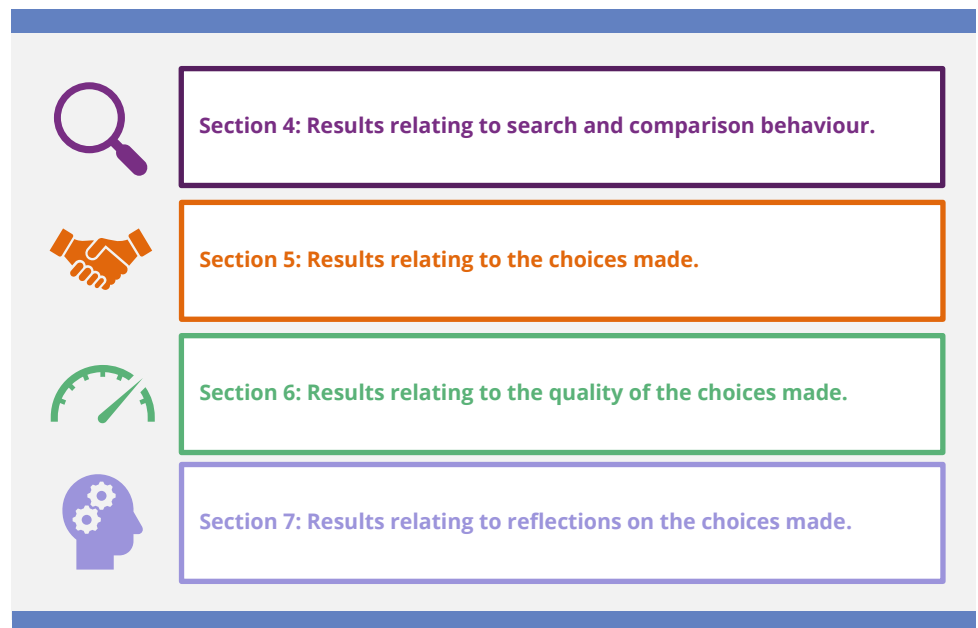 Section 4: Results relating to search and comparison behaviour.
Section 5: Results relating to the choices made.
Section 6: Results relating to the quality of the choices made.
Section 7: Results relating to reflections on the choices made.